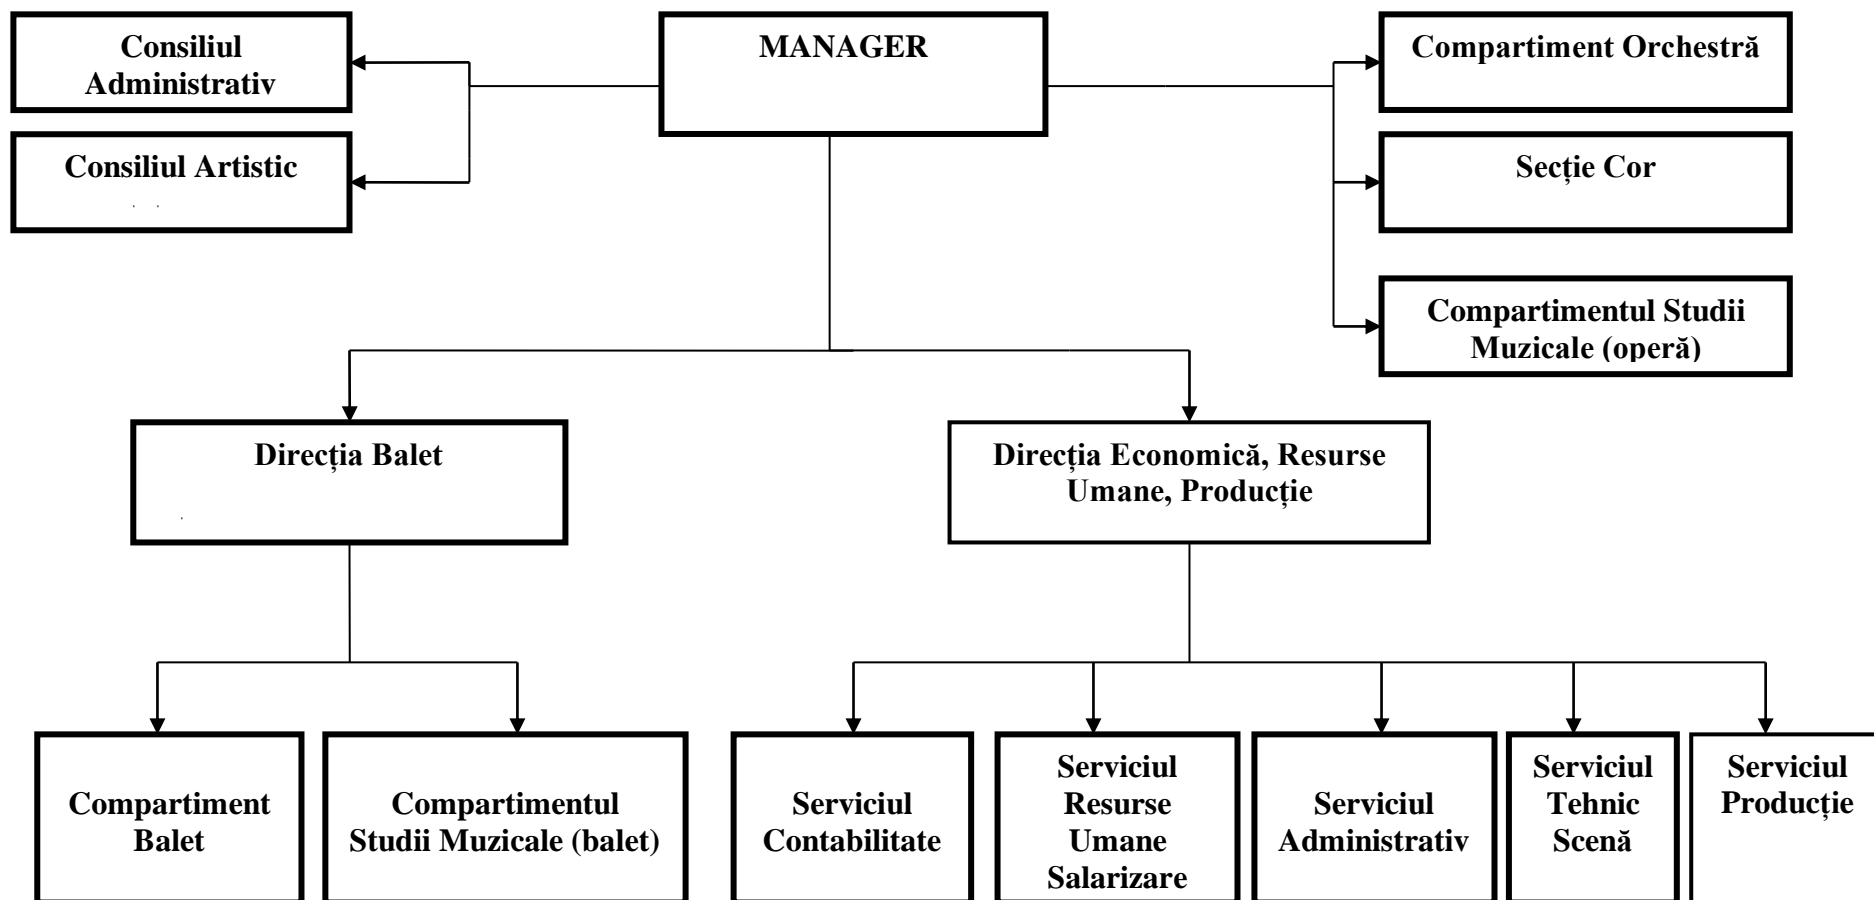 Consiliul
Administrativ
MANAGER
Compartiment Orchestră
Consiliul Artistic
Secție Cor
Compartimentul Studii
Muzicale (operă)
Direcția Balet
Direcția Economică, Resurse
Umane, Producție
Compartiment
Balet
Compartimentul
Studii Muzicale (balet)
Serviciul
Contabilitate
Serviciul
Resurse
Umane
Salarizare
Serviciul
Administrativ
Serviciul
Tehnic
Scenă
Serviciul
Producție